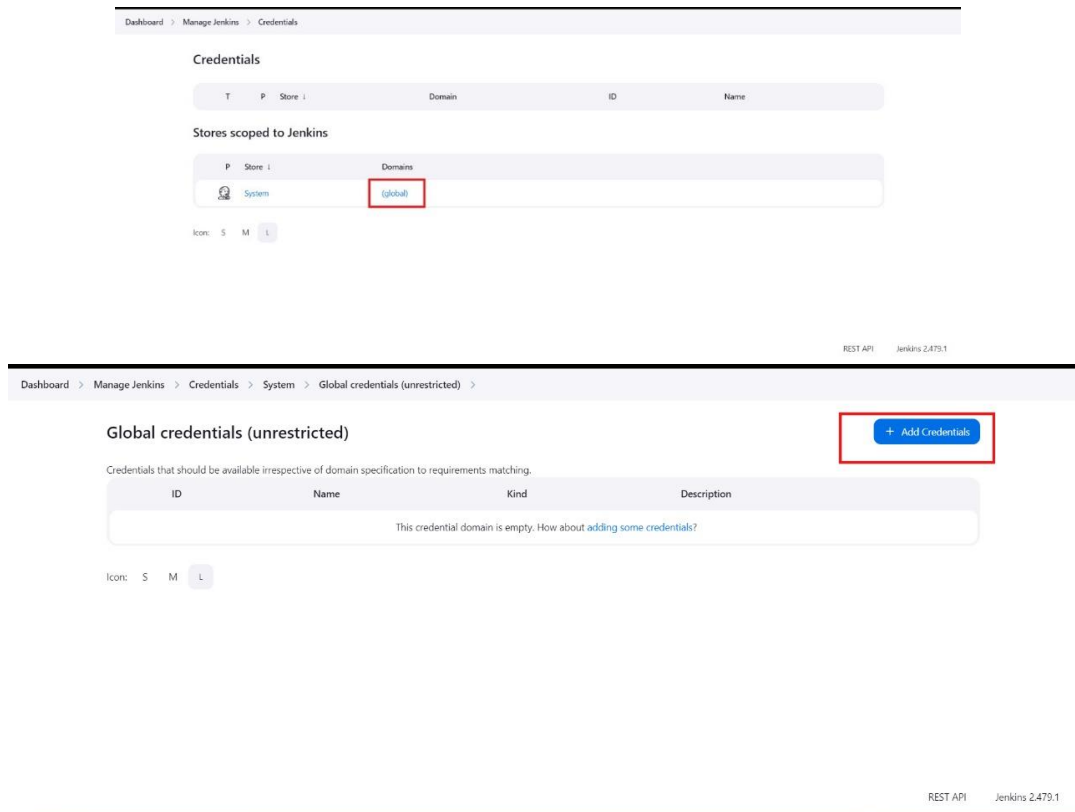 Dashboard > Manage Jenkins > Credentials
Credentials
T P Store ↓ Domain ID Name
Stores scoped to Jenkins
P Store ↓ Domains
System (global)
Icon: S M L
REST API Jenkins 2.479.1
Dashboard > Manage Jenkins > Credentials > System > Global credentials (unrestricted) >
Global credentials (unrestricted)
+ Add Credentials
Credentials that should be available irrespective of domain specification to requirements matching.
ID Name Kind Description
This credential domain is empty. How about adding some credentials?
Icon: S M L
REST API Jenkins 2.479.1